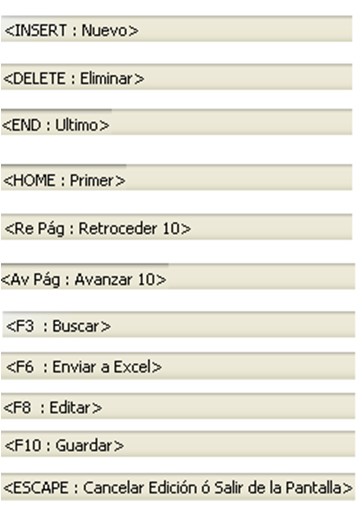 <INSERT : Nuevo>
<DELETE : Eliminar>
<END : Ultimo>
<HOME : Primer>
<Re Pág : Retroceder 10>
<Av Pág : Avanzar 10>
<F3  : Buscar>
<F6  : Enviar a Excel>
<F8  : Editar>
<F10 : Guardar>
<ESCAPE : Cancelar Edición ó Salir de la Pantalla>